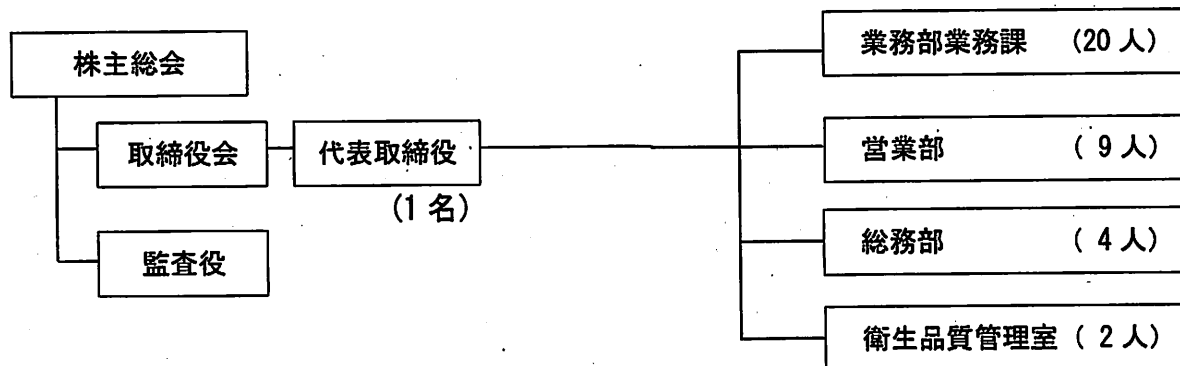 株主総会
取締役会
代表取締役
(1 名)
監査役
業務部業務課 (20 人)
営業部 ( 9 人)
総務部 ( 4 人)
衛生品質管理室 ( 2 人)